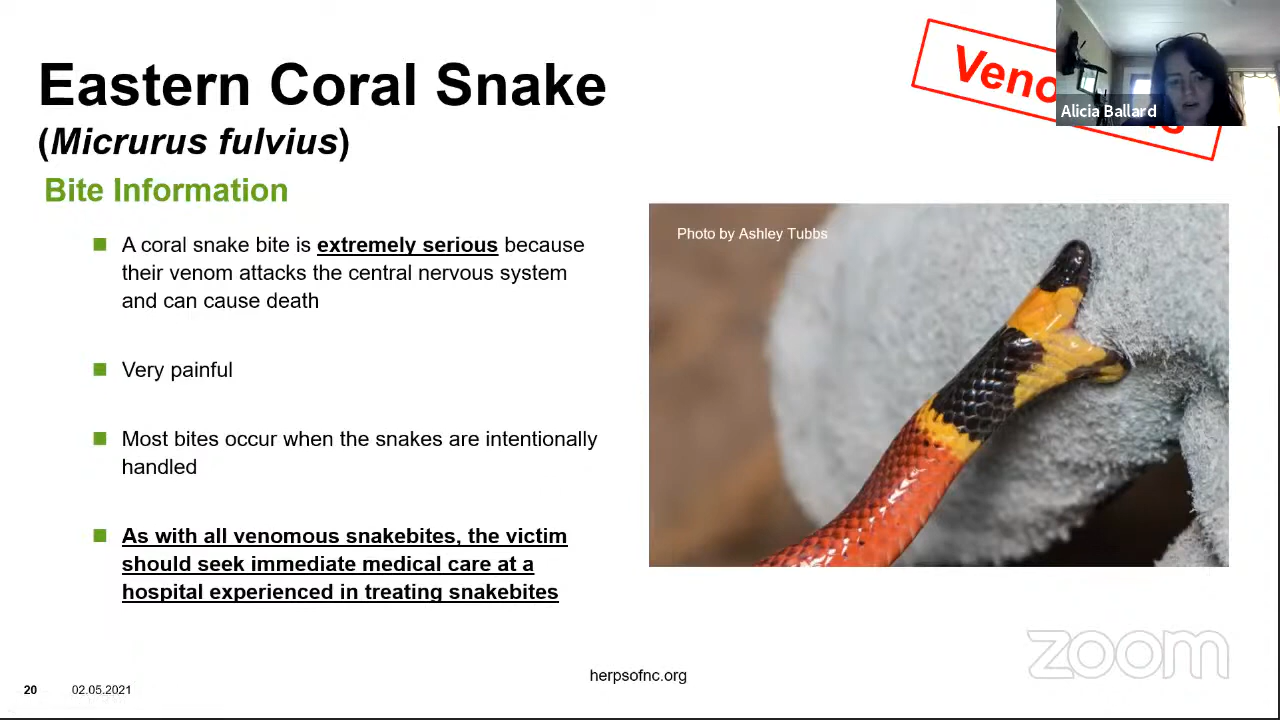 Eastern Coral Snake
(Micrurus fulvius)
Bite Information
A coral snake bite is extremely serious because
their venom attacks the central nervous system
and can cause death
Very painful
Most bites occur when the snakes are intentionally
handled
As with all venomous snakebites, the victim
should seek immediate medical care at a
hospital experienced in treating snakebites
Alicia Ballard
Photo by Ashley Tubbs
zoom
herpsofnc.org
20 02.05.2021